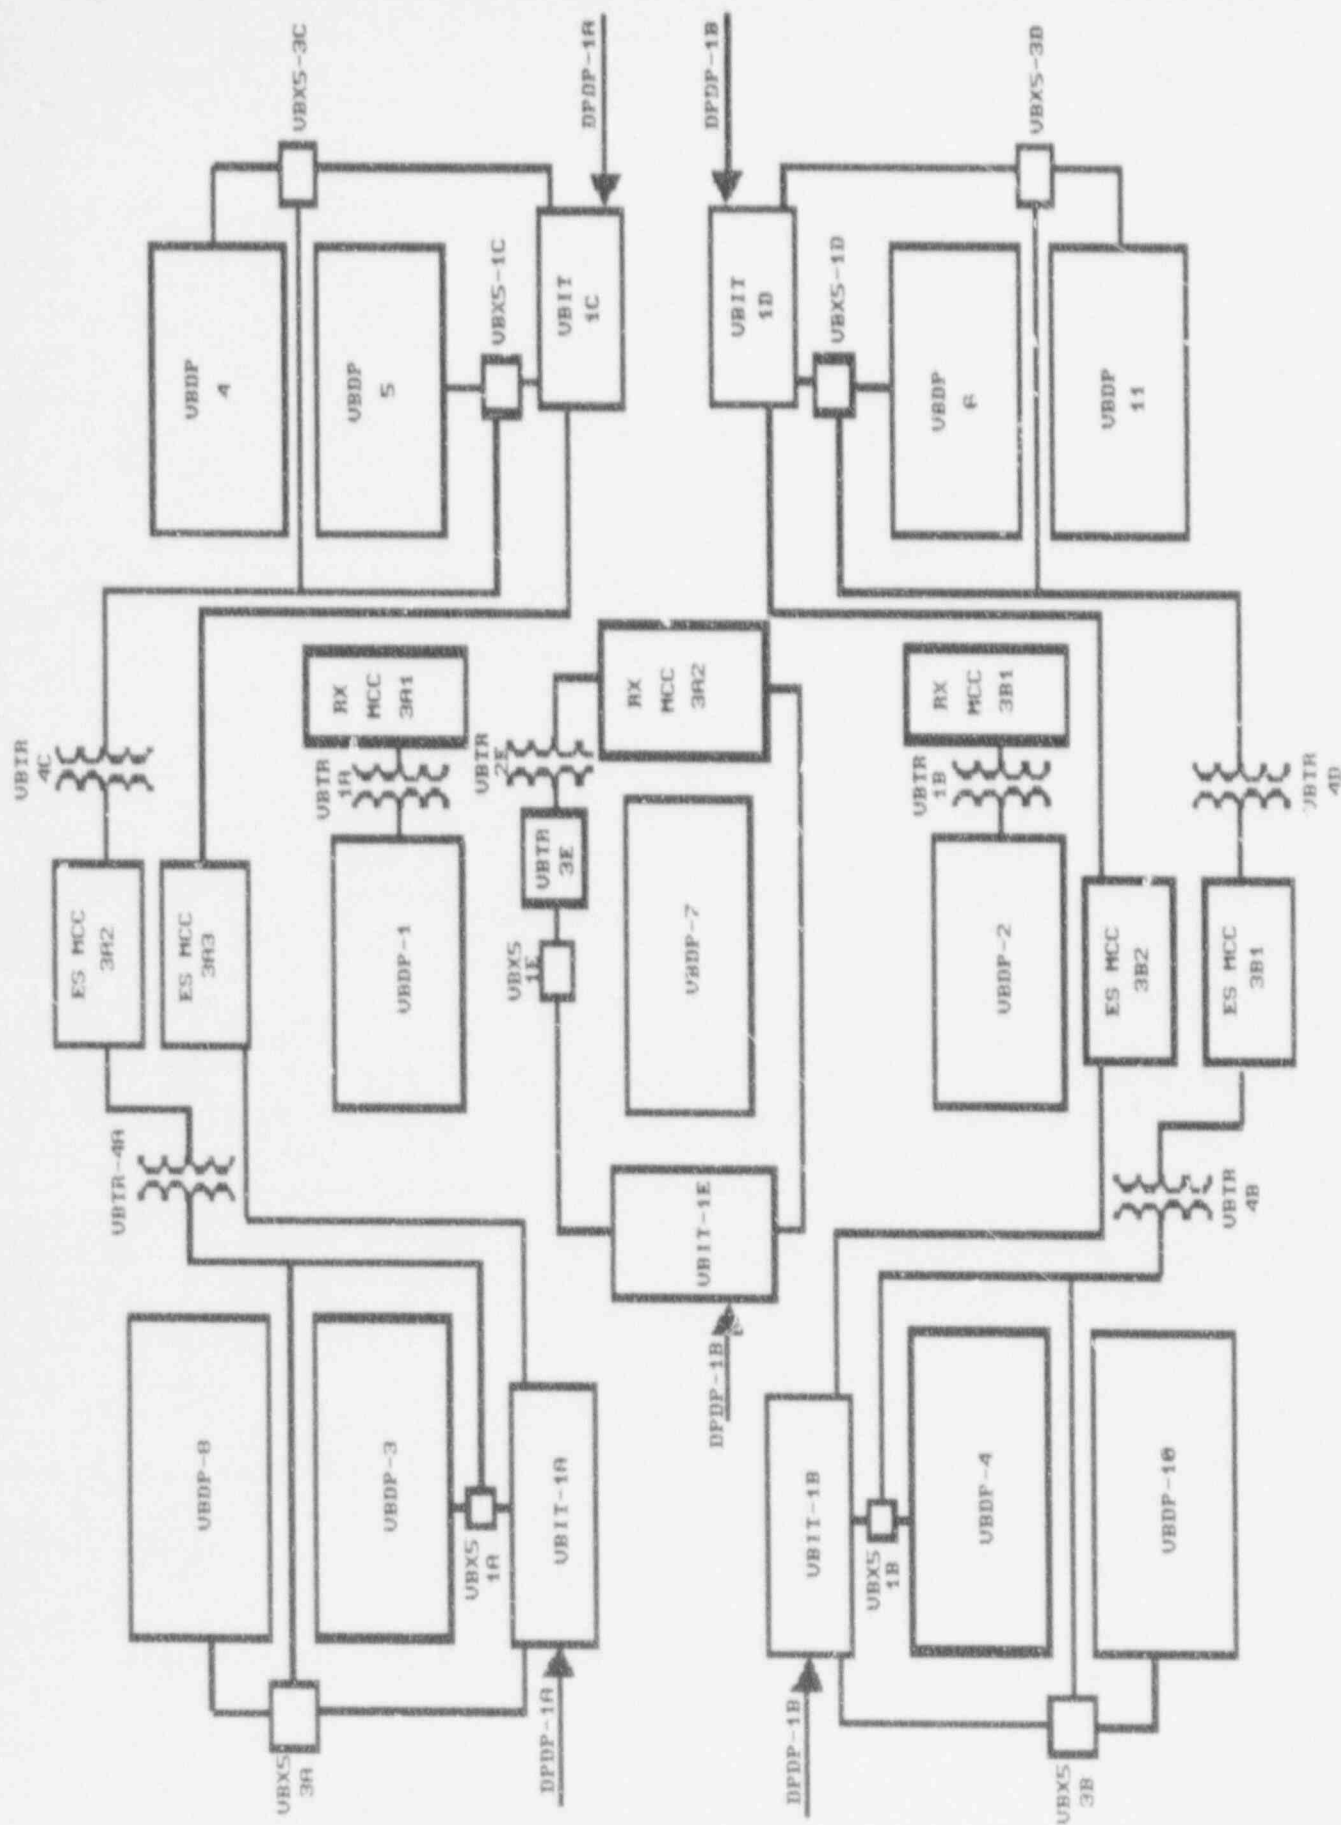 VBTR
4C
ES MCC
3A2
VBTR-4A
ES MCC
3A3
VBDP
4
VBDP-8
VBXS-3C
VBXS
3A
RX
MCC
3A1
VBTR
1A
VBDP
5
VBDP-1
VBDP-3
VBXS-1C
VBTR
2E
VBTR
3E
VBXS
1E
VBXS
1A
DPDP-1A
VBIT
1C
VBIT-1A
DPDP-1A
RX
MCC
3A2
VBDP-7
VBIT-1E
DPDP-1B
DPDP-1B
VBIT
1D
VBIT-1B
DPDP-1B
VBXS-1D
VBXS
1B
RX
MCC
3B1
VBTR
1B
VBDP
6
VBDP-2
VBDP-4
VBXS-3D
VBXS
3B
VBDP
11
ES MCC
3B2
VBDP-10
ES MCC
3B1
VBTR
4B
VBTR
4D